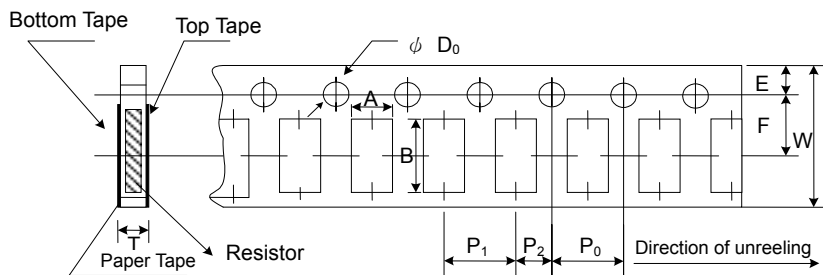 Bottom Tape
Top Tape
ϕ D₀
A
B
E
F
W
T
Paper Tape
Resistor
P₁
P₂
P₀
Direction of unreeling